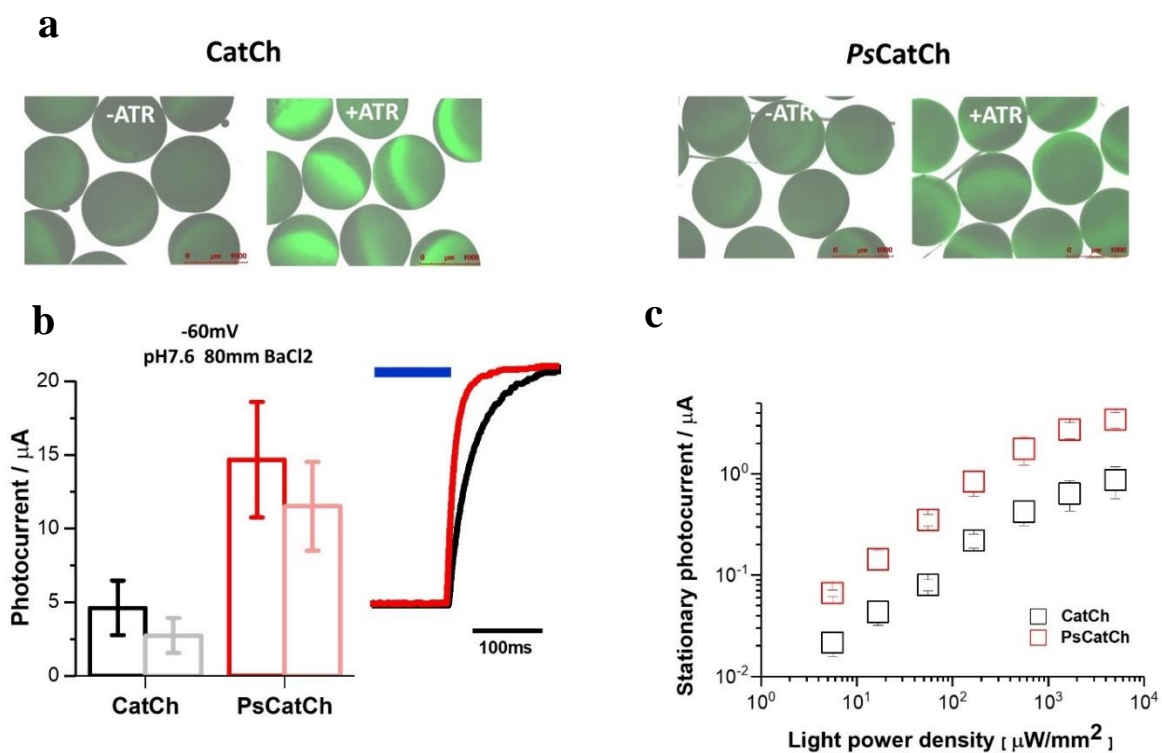 a
CatCh
PsCatCh
-ATR
+ATR
-ATR
+ATR
0 µm 1000
0 µm 1000
0 µm 1000
0 µm 1000
b
-60mV
pH7.6 80mm BaCl2
Photocurrent / µA
20
15
10
5
0
CatCh PsCatCh
100ms
c
Stationary photocurrent / µA
10⁰
10⁻¹
10⁻²
CatCh
PsCatCh
10⁰ 10¹ 10² 10³ 10⁴
Light power density [ µW/mm² ]